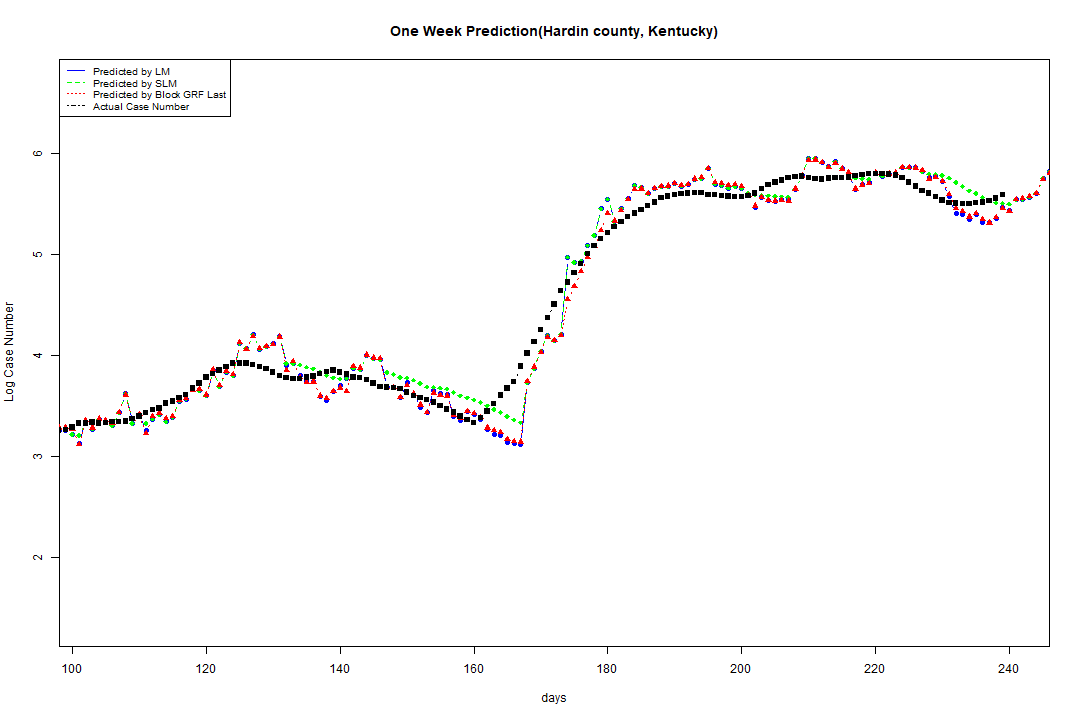 One Week Prediction(Hardin county, Kentucky)
Predicted by LM
Predicted by SLM
Predicted by Block GRF Last
Actual Case Number
Log Case Number
6
5
4
3
2
100 120 140 160 180 200 220 240
days